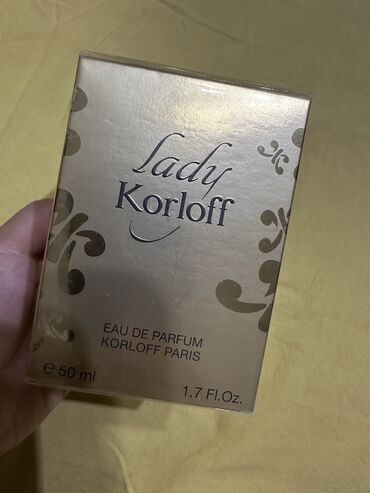 lady
Korloff
EAU DE PARFUM
KORLOFF PARIS
℮ 50 ml
1.7 Fl.Oz.